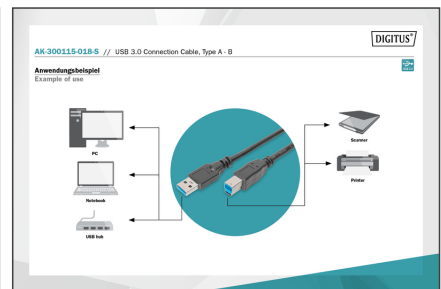 DIGITUS®
AK-300115-018-S // USB 3.0 Connection Cable, Type A - B
Anwendungsbeispiel
Example of use
PC
Notebook
USB hub
Scanner
Printer